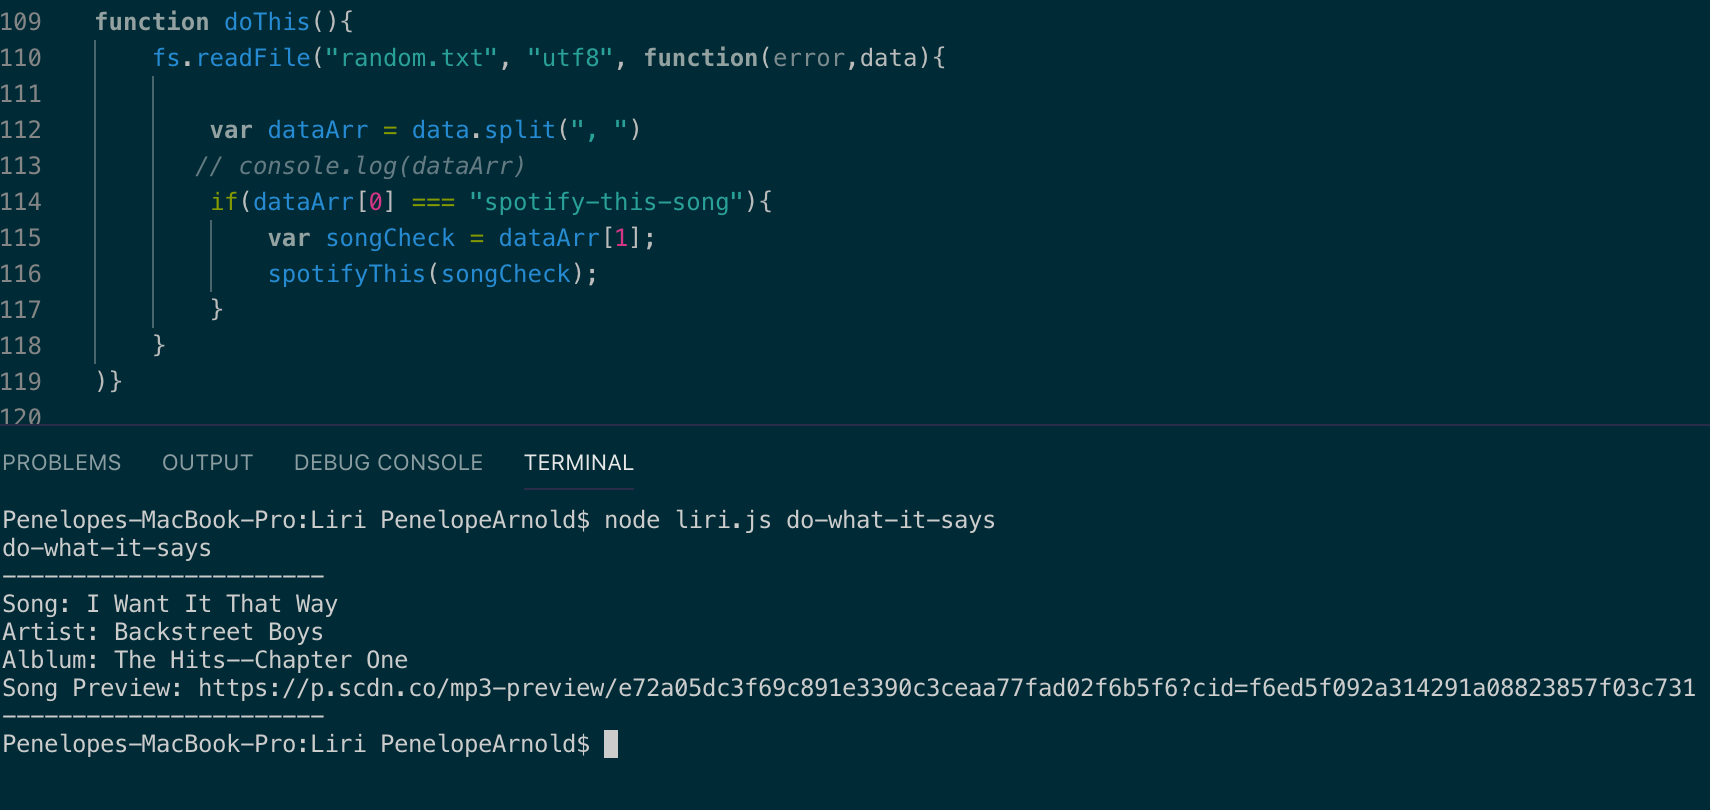 109 function doThis(){
110 fs.readFile("random.txt", "utf8", function(error,data){
111
112 var dataArr = data.split(", ")
113 // console.log(dataArr)
114 if(dataArr[0] === "spotify-this-song"){
115 var songCheck = dataArr[1];
116 spotifyThis(songCheck);
117 }
118 }
119 )}
120
PROBLEMS OUTPUT DEBUG CONSOLE TERMINAL
Penelopes-MacBook-Pro:Liri PenelopeArnold$ node liri.js do-what-it-says
do-what-it-says
-----------------------
Song: I Want It That Way
Artist: Backstreet Boys
Alblum: The Hits--Chapter One
Song Preview: https://p.scdn.co/mp3-preview/e72a05dc3f69c891e3390c3ceaa77fad02f6b5f6?cid=f6ed5f092a314291a08823857f03c731
-----------------------
Penelopes-MacBook-Pro:Liri PenelopeArnold$